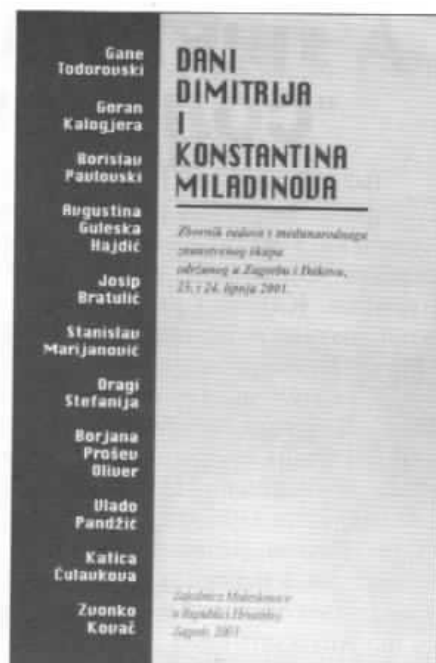 Gane
Todorovski
Goran
Kalogjera
Borislav
Pavlovski
Avgustina
Guleska
Hajdić
Josip
Bratulić
Stanislav
Marijanović
Dragi
Stefanija
Borjana
Prošev
Oliver
Vlado
Pandžić
Katica
Ćulavkova
Zvonko
Kovač
DANI
DIMITRIJA
I
KONSTANTINA
MILADINOVA
Zbornik radova s međunarodnoga
znanstvenog skupa
održanog u Zagrebu i Đakovu,
23. i 24. lipnja 2001.
Zajednica Makedonaca
u Republici Hrvatskoj
Zagreb, 2003.